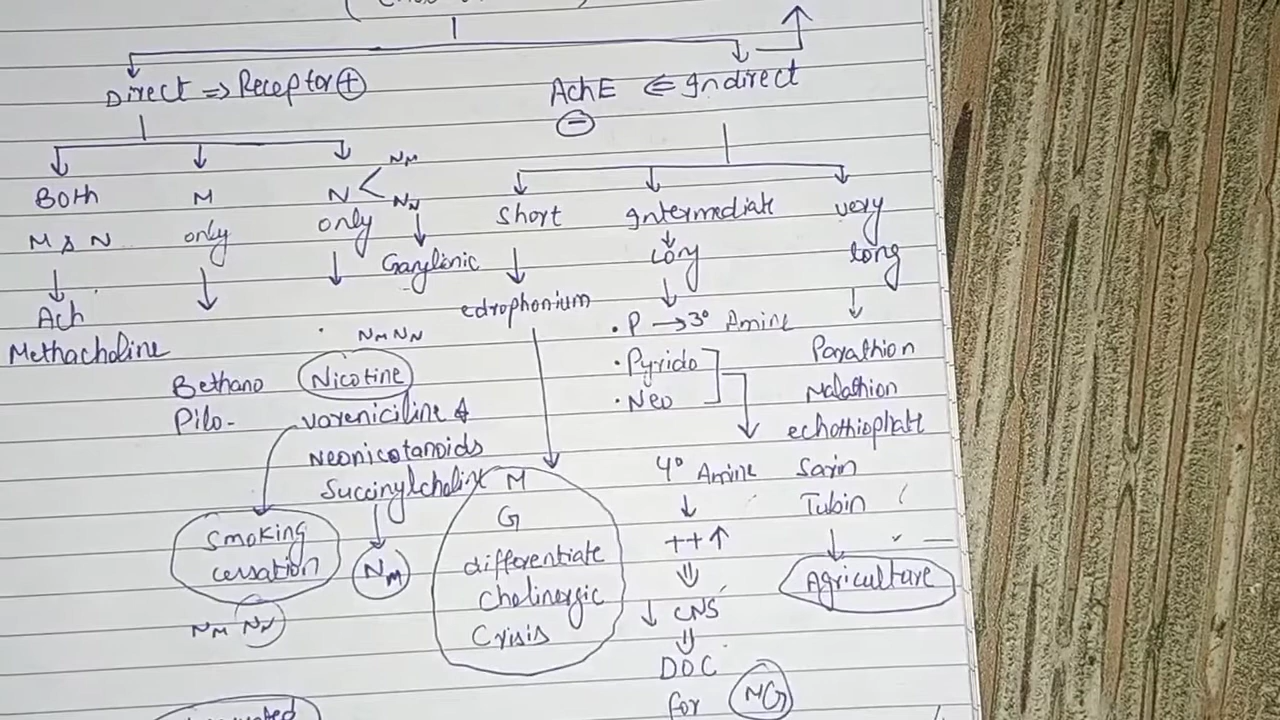 Direct ⇒ Receptor ⊕
AchE ⇐ Indirect
⊖
Both
M & N
Ach
Methacholine
M
only
Bethano
Pilo-
N < NM
NN
only
Ganglionic
NM NN
Nicotine
Vareniciline &
Neonicotanoids
Succinylcholine
Smoking
cessation
NM NN
NM
Short
edrophonium
M
G
differentiate
Cholinergic
Crisis
Intermediate
long
• P → 3° Amine
• Pyrido
• Neo
4° Amine
↓
++↑
⇓
↓ CNS
⇓
DOC
for MG
very
long
Parathion
Malathion
echothiophate
Sarin
Tubin
Agriculture